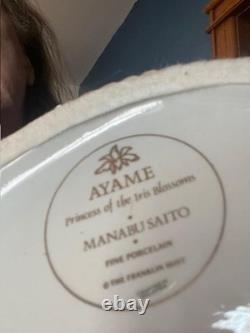 AYAME
Princess of the Iris Blossoms
• MANABU SAITO •
FINE PORCELAIN
© THE FRANKLIN MINT